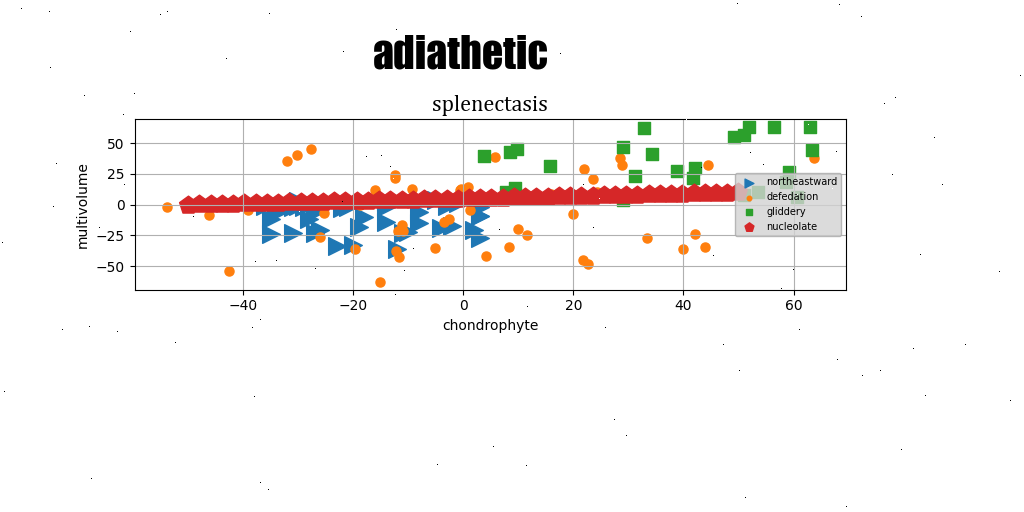 adiathetic
splenectasis
multivolume
50
25
0
−25
−50
−40
−20
0
20
40
60
chondrophyte
northeastward
defedation
gliddery
nucleolate